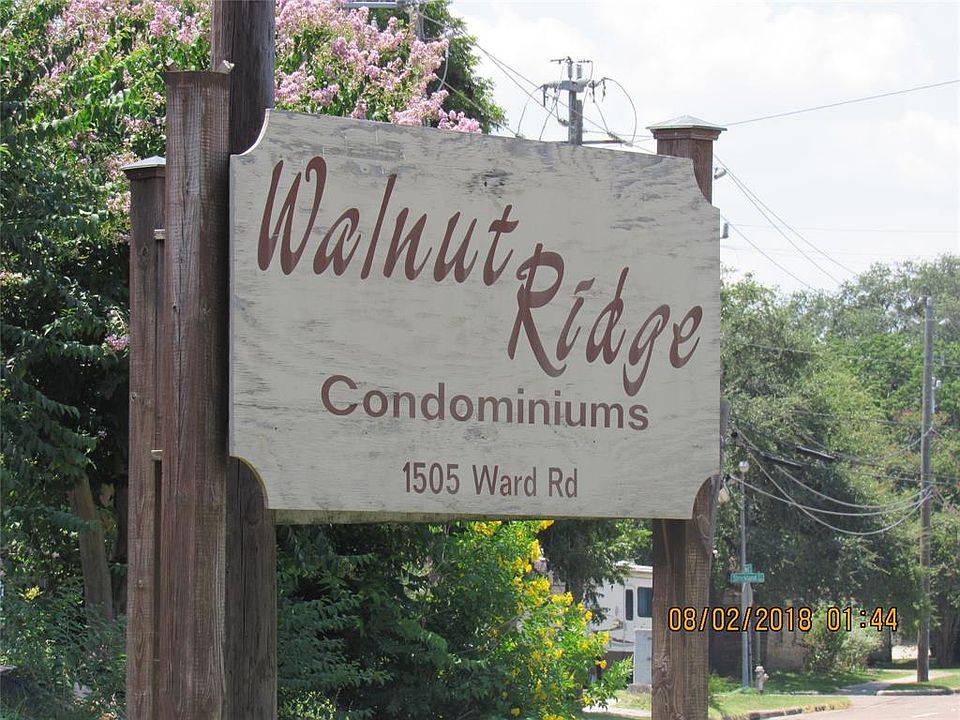 Walnut
Ridge
Condominiums
1505 Ward Rd
08/02/2018 01:44